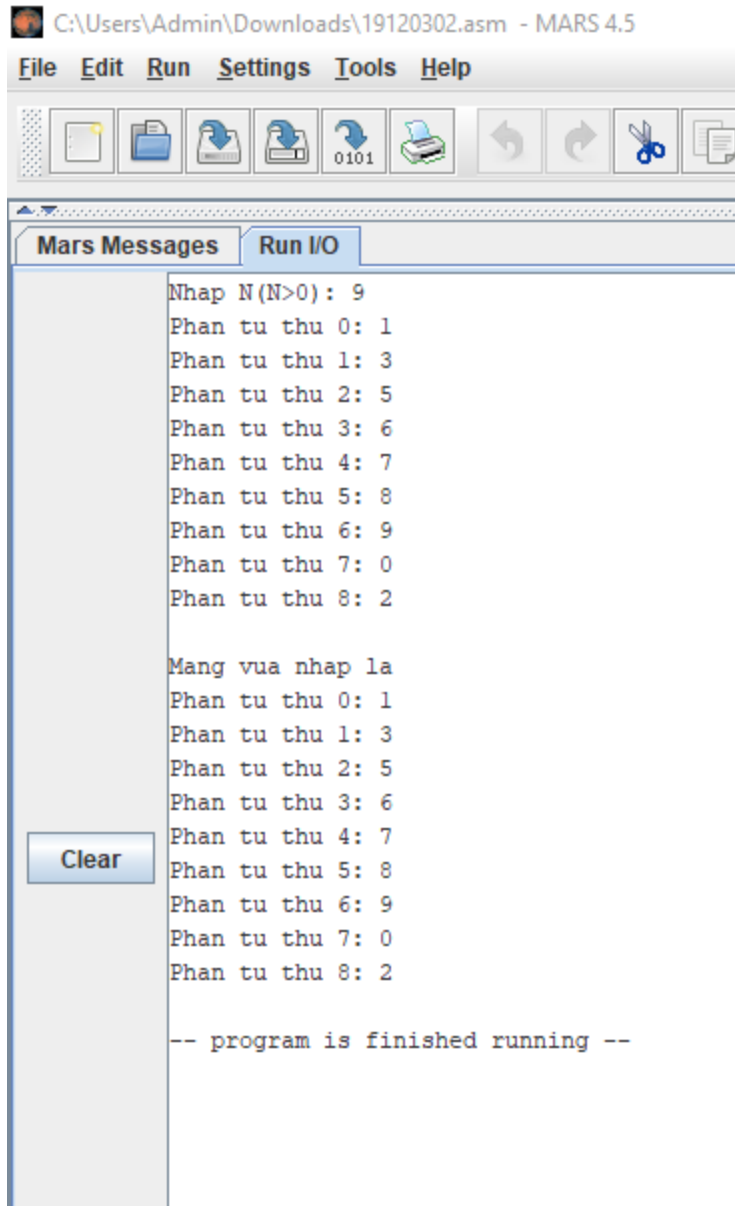 C:\Users\Admin\Downloads\19120302.asm - MARS 4.5
File Edit Run Settings Tools Help
0101
Mars Messages Run I/O
Nhap N(N>0): 9
Phan tu thu 0: 1
Phan tu thu 1: 3
Phan tu thu 2: 5
Phan tu thu 3: 6
Phan tu thu 4: 7
Phan tu thu 5: 8
Phan tu thu 6: 9
Phan tu thu 7: 0
Phan tu thu 8: 2
Mang vua nhap la
Phan tu thu 0: 1
Phan tu thu 1: 3
Phan tu thu 2: 5
Phan tu thu 3: 6
Phan tu thu 4: 7
Clear
Phan tu thu 5: 8
Phan tu thu 6: 9
Phan tu thu 7: 0
Phan tu thu 8: 2
-- program is finished running --